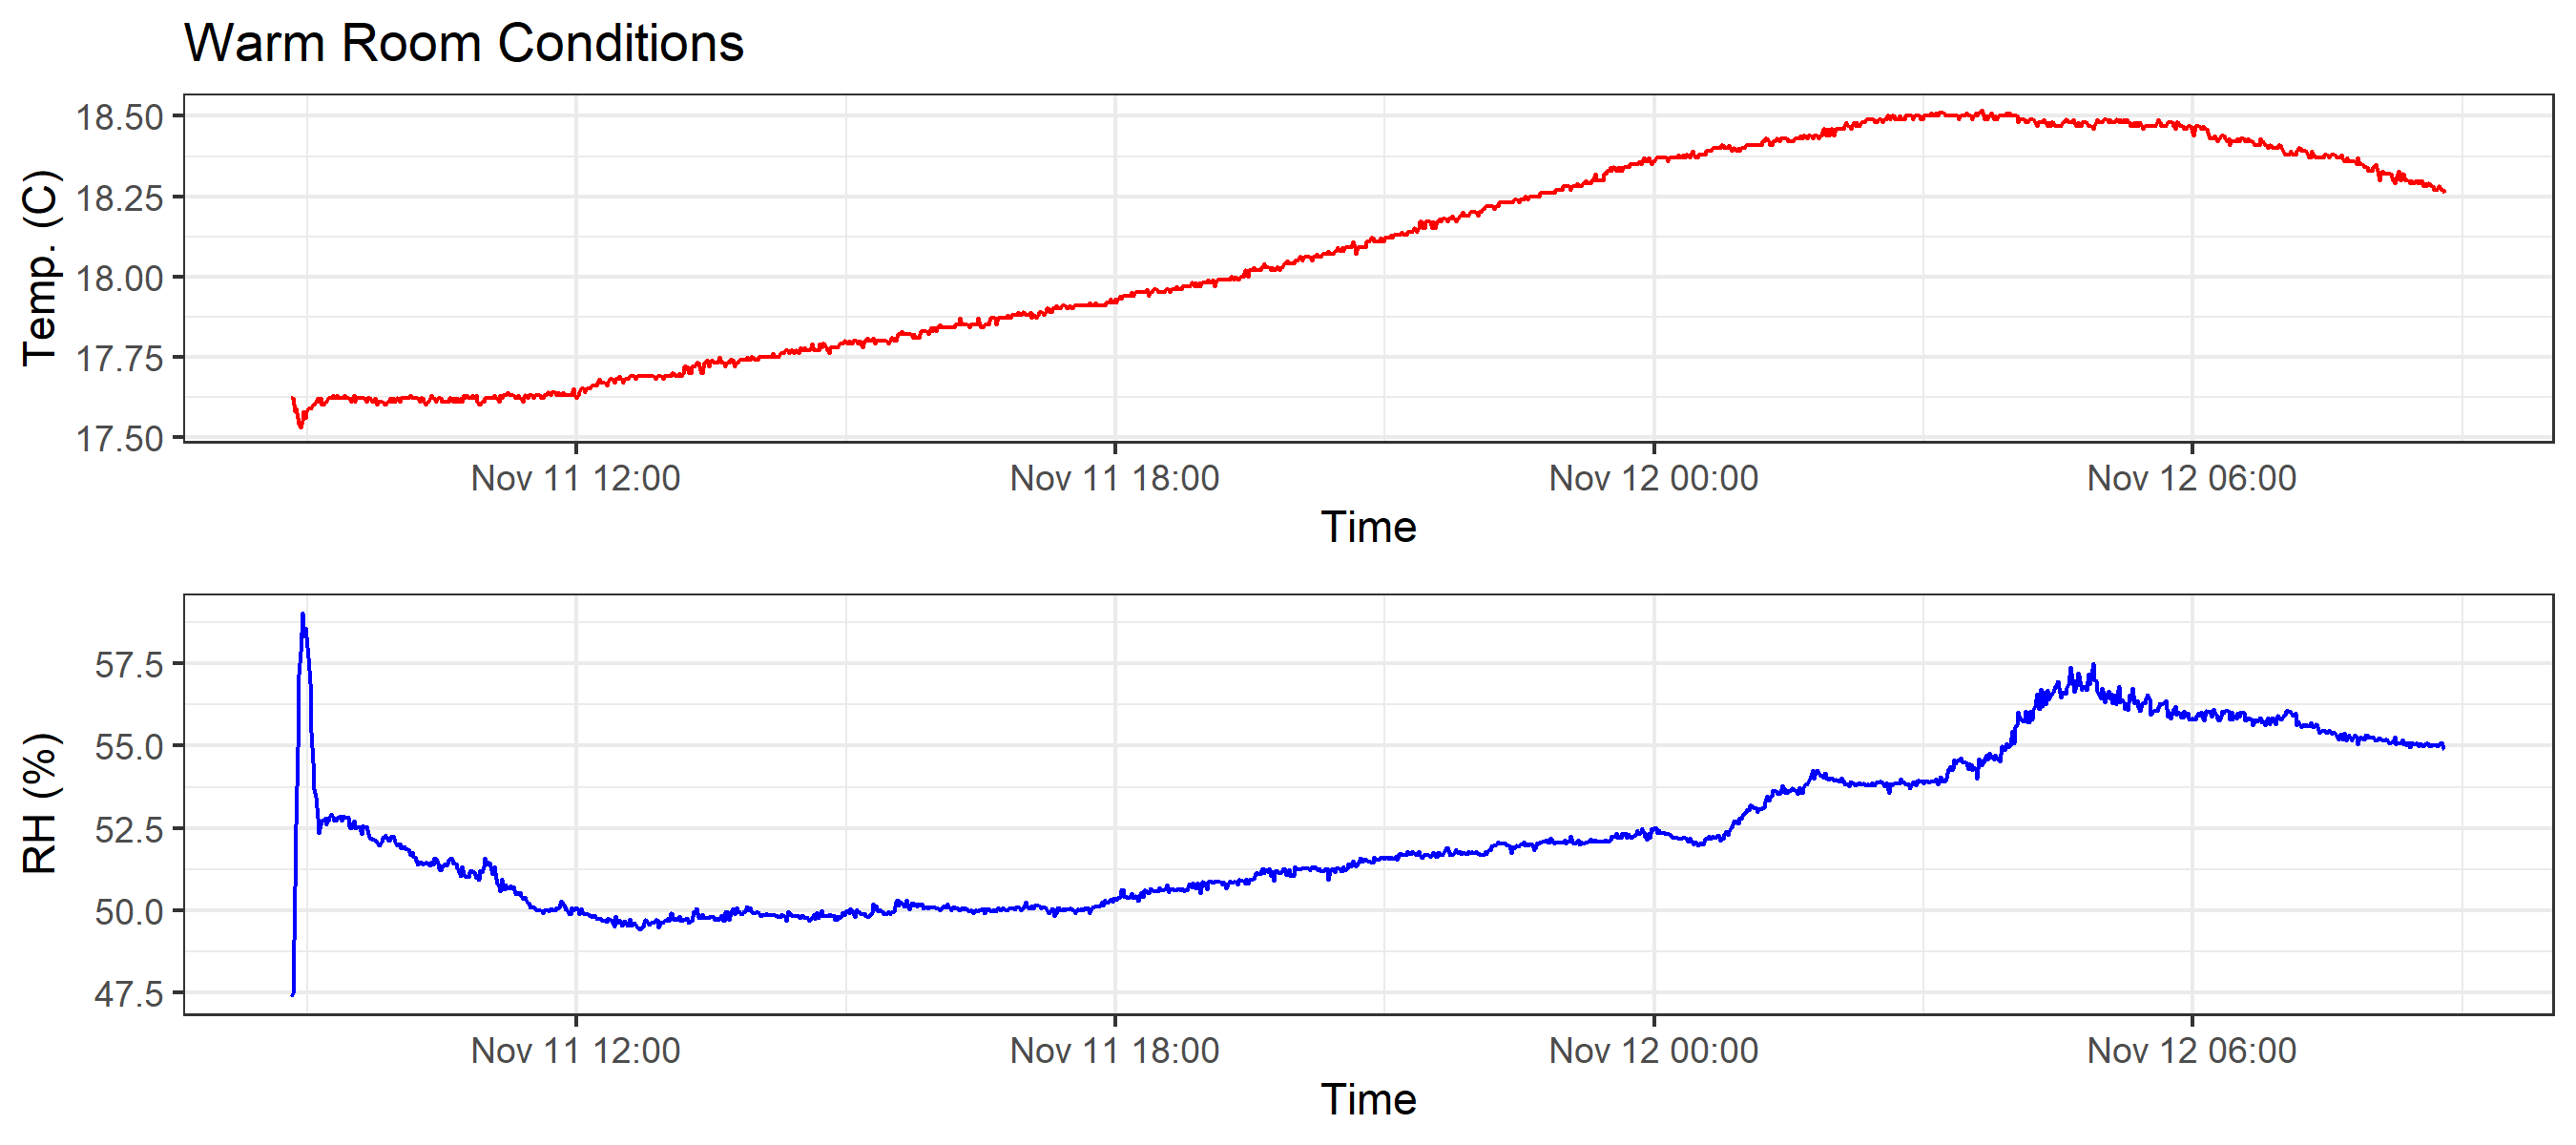 Warm Room Conditions
18.50
18.25
18.00
17.75
17.50
Temp. (C)
Nov 11 12:00 Nov 11 18:00 Nov 12 00:00 Nov 12 06:00
Time
57.5
55.0
52.5
50.0
47.5
RH (%)
Nov 11 12:00 Nov 11 18:00 Nov 12 00:00 Nov 12 06:00
Time